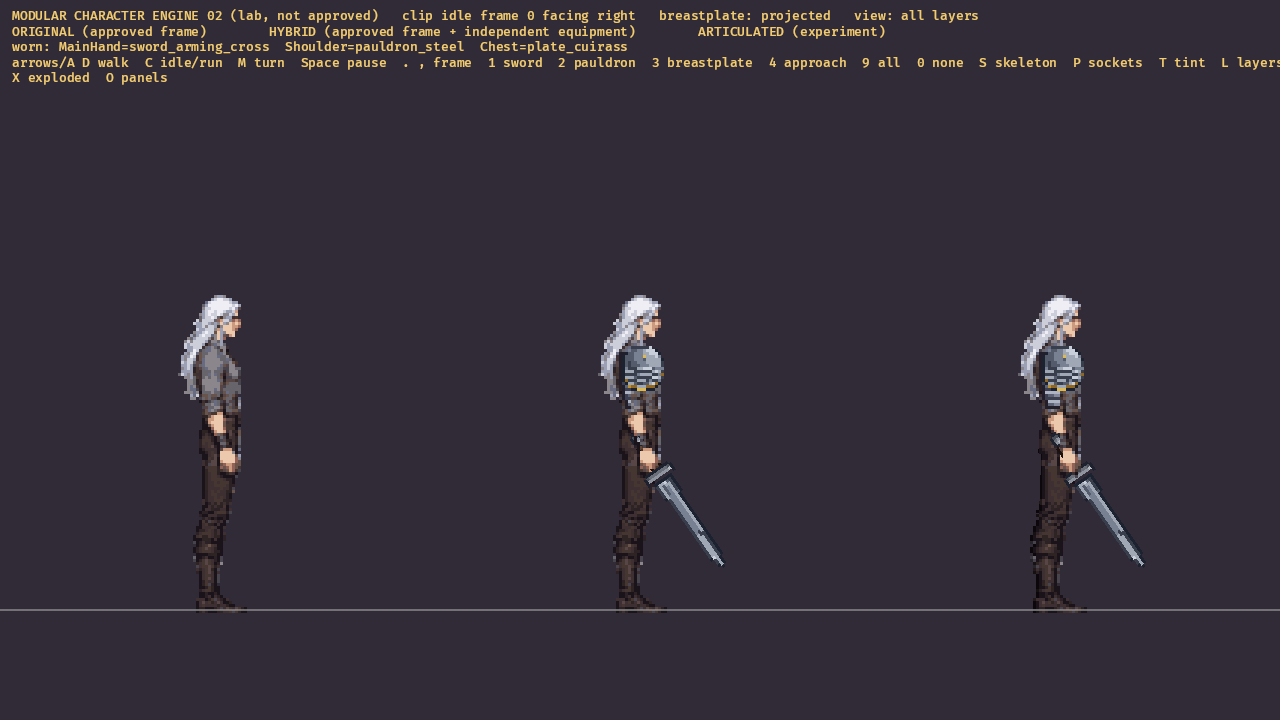 MODULAR CHARACTER ENGINE 02 (lab, not approved)   clip idle frame 0 facing right   breastplate: projected   view: all layers
ORIGINAL (approved frame)        HYBRID (approved frame + independent equipment)        ARTICULATED (experiment)
worn: MainHand=sword_arming_cross  Shoulder=pauldron_steel  Chest=plate_cuirass
arrows/A D walk  C idle/run  M turn  Space pause  . , frame  1 sword  2 pauldron  3 breastplate  4 approach  9 all  0 none  S skeleton  P sockets  T tint  L layers
X exploded  O panels